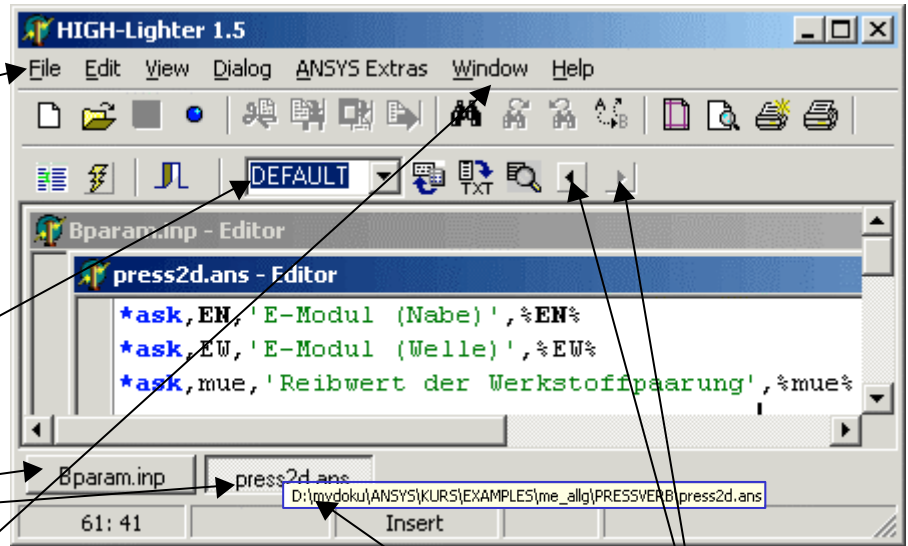 HIGH-Lighter 1.5
File Edit View Dialog ANSYS Extras Window Help
A B
DEFAULT TXT
Bparam.inp - Editor
press2d.ans - Editor
*ask,EN,'E-Modul (Nabe)',%EN%
*ask,EW,'E-Modul (Welle)',%EW%
*ask,mue,'Reibwert der Werkstoffpaarung',%mue%
Bparam.inp press2d.ans
D:\mydoku\ANSYS\KURS\EXAMPLES\me_allg\PRESSVERB\press2d.ans
61: 41 Insert